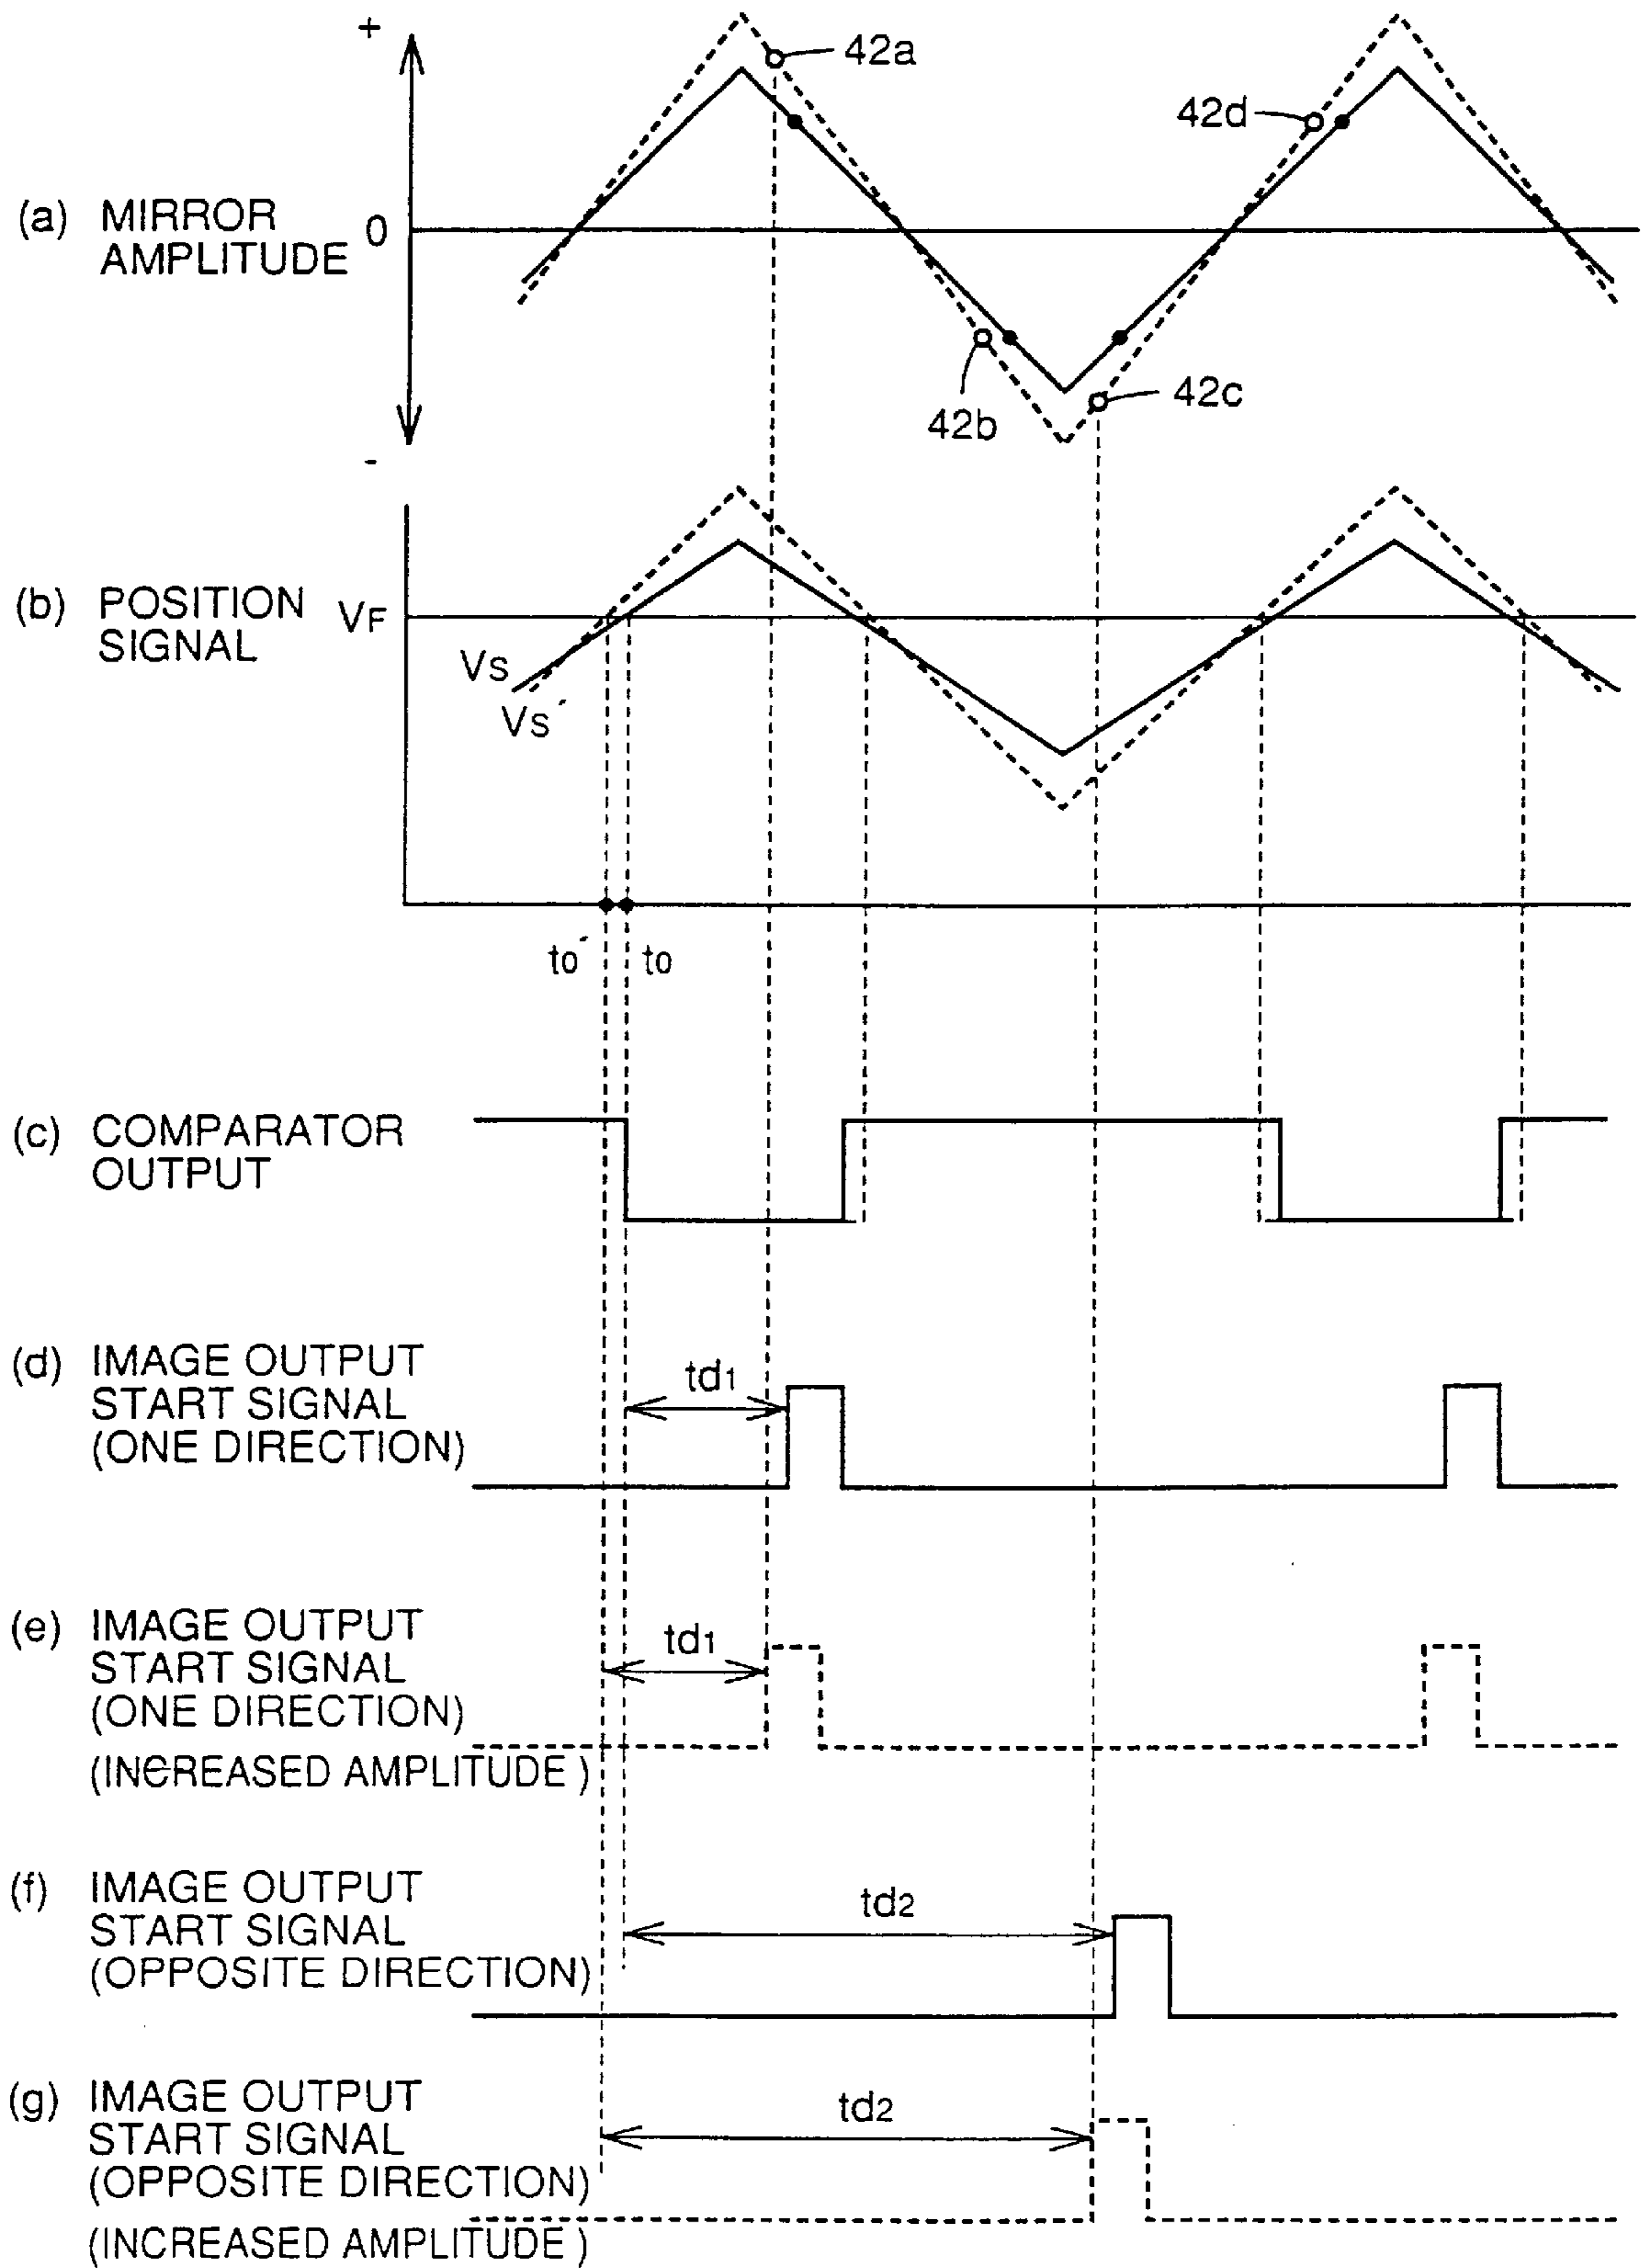 +
42a
42d
(a) MIRROR
AMPLITUDE
0
42b
42c
-
(b) POSITION
SIGNAL
VF
Vs
Vs´
to´ to
(c) COMPARATOR
OUTPUT
(d) IMAGE OUTPUT
START SIGNAL
(ONE DIRECTION)
td1
(e) IMAGE OUTPUT
START SIGNAL
(ONE DIRECTION)
(INCREASED AMPLITUDE)
td1
(f) IMAGE OUTPUT
START SIGNAL
(OPPOSITE DIRECTION)
td2
(g) IMAGE OUTPUT
START SIGNAL
(OPPOSITE DIRECTION)
(INCREASED AMPLITUDE)
td2